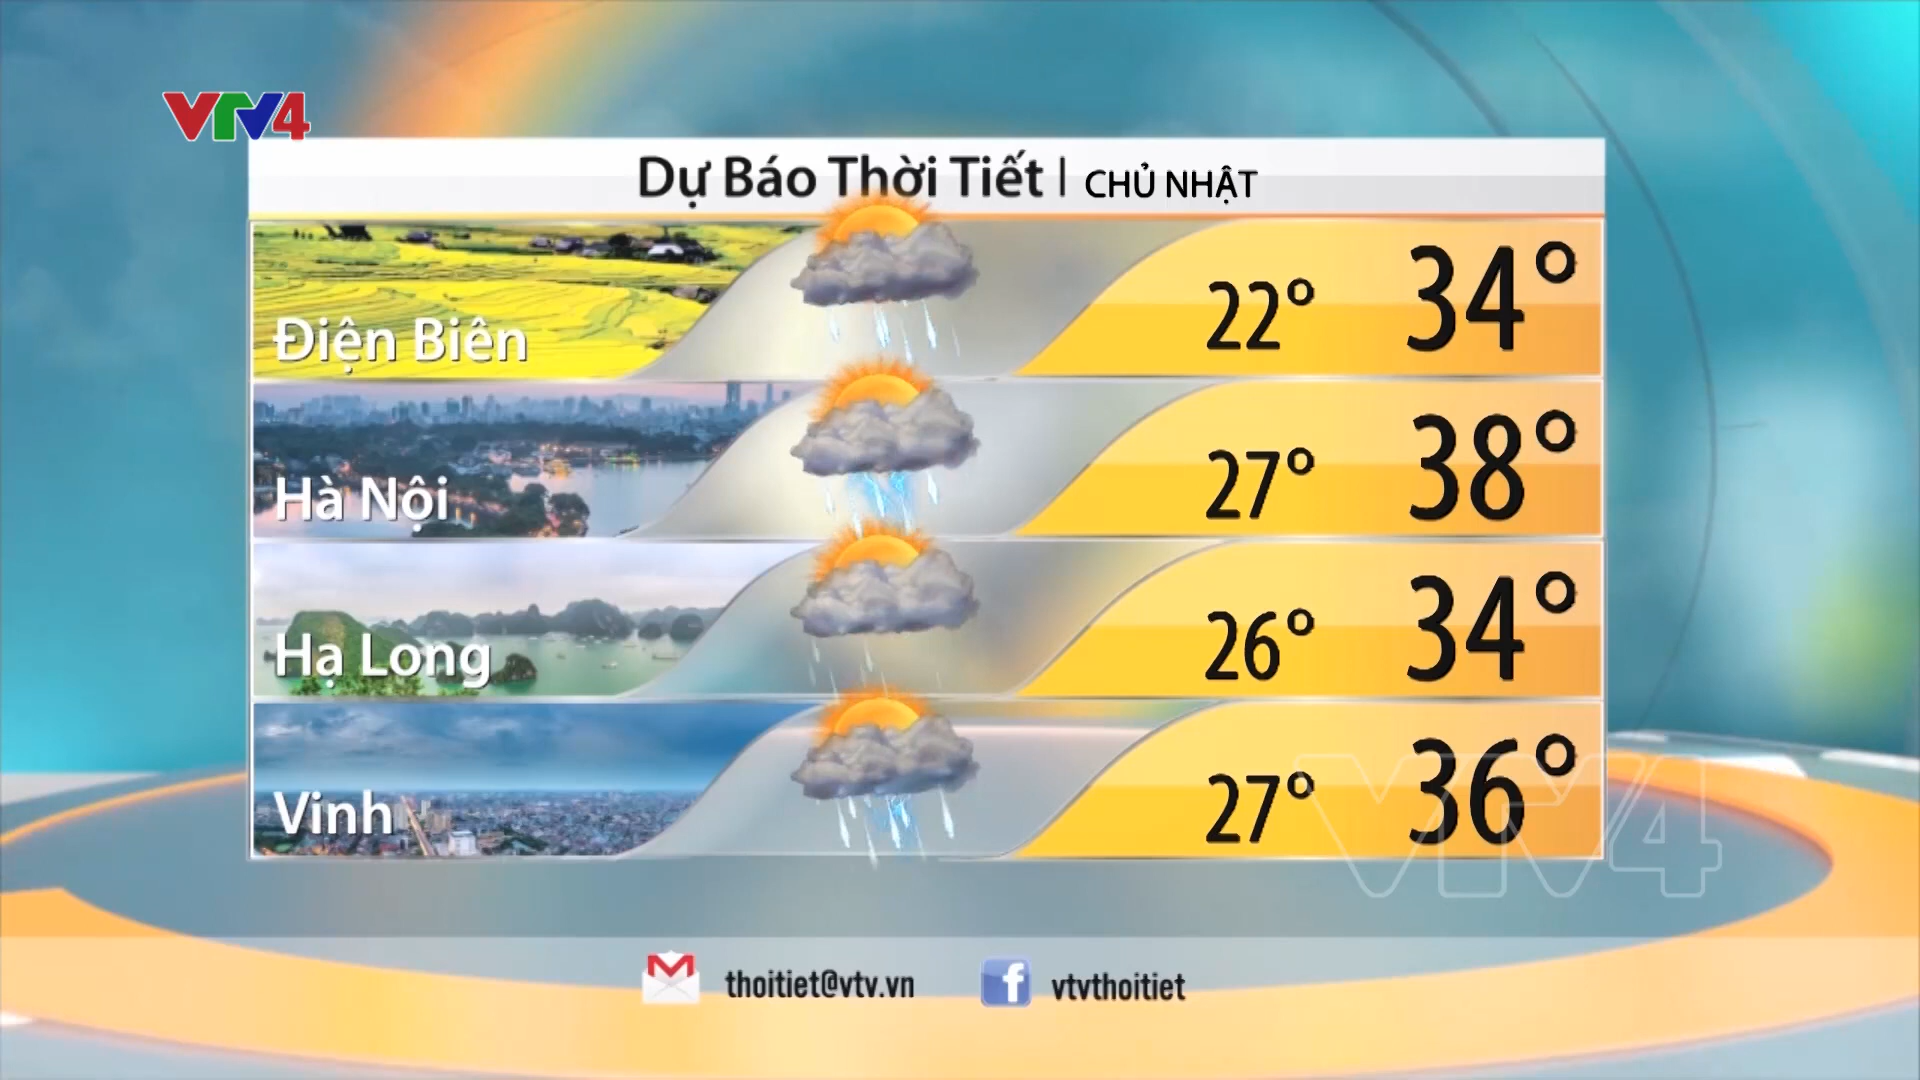 VTV4
Dự Báo Thời Tiết | CHỦ NHẬT
Điện Biên 22° 34°
Hà Nội 27° 38°
Hạ Long 26° 34°
Vinh 27° 36°
VTV4
thoitiet@vtv.vn vtvthoitiet